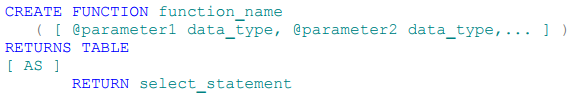 CREATE FUNCTION function_name
( [ @parameter1 data_type, @parameter2 data_type,... ] )
RETURNS TABLE
[ AS ]
RETURN select_statement